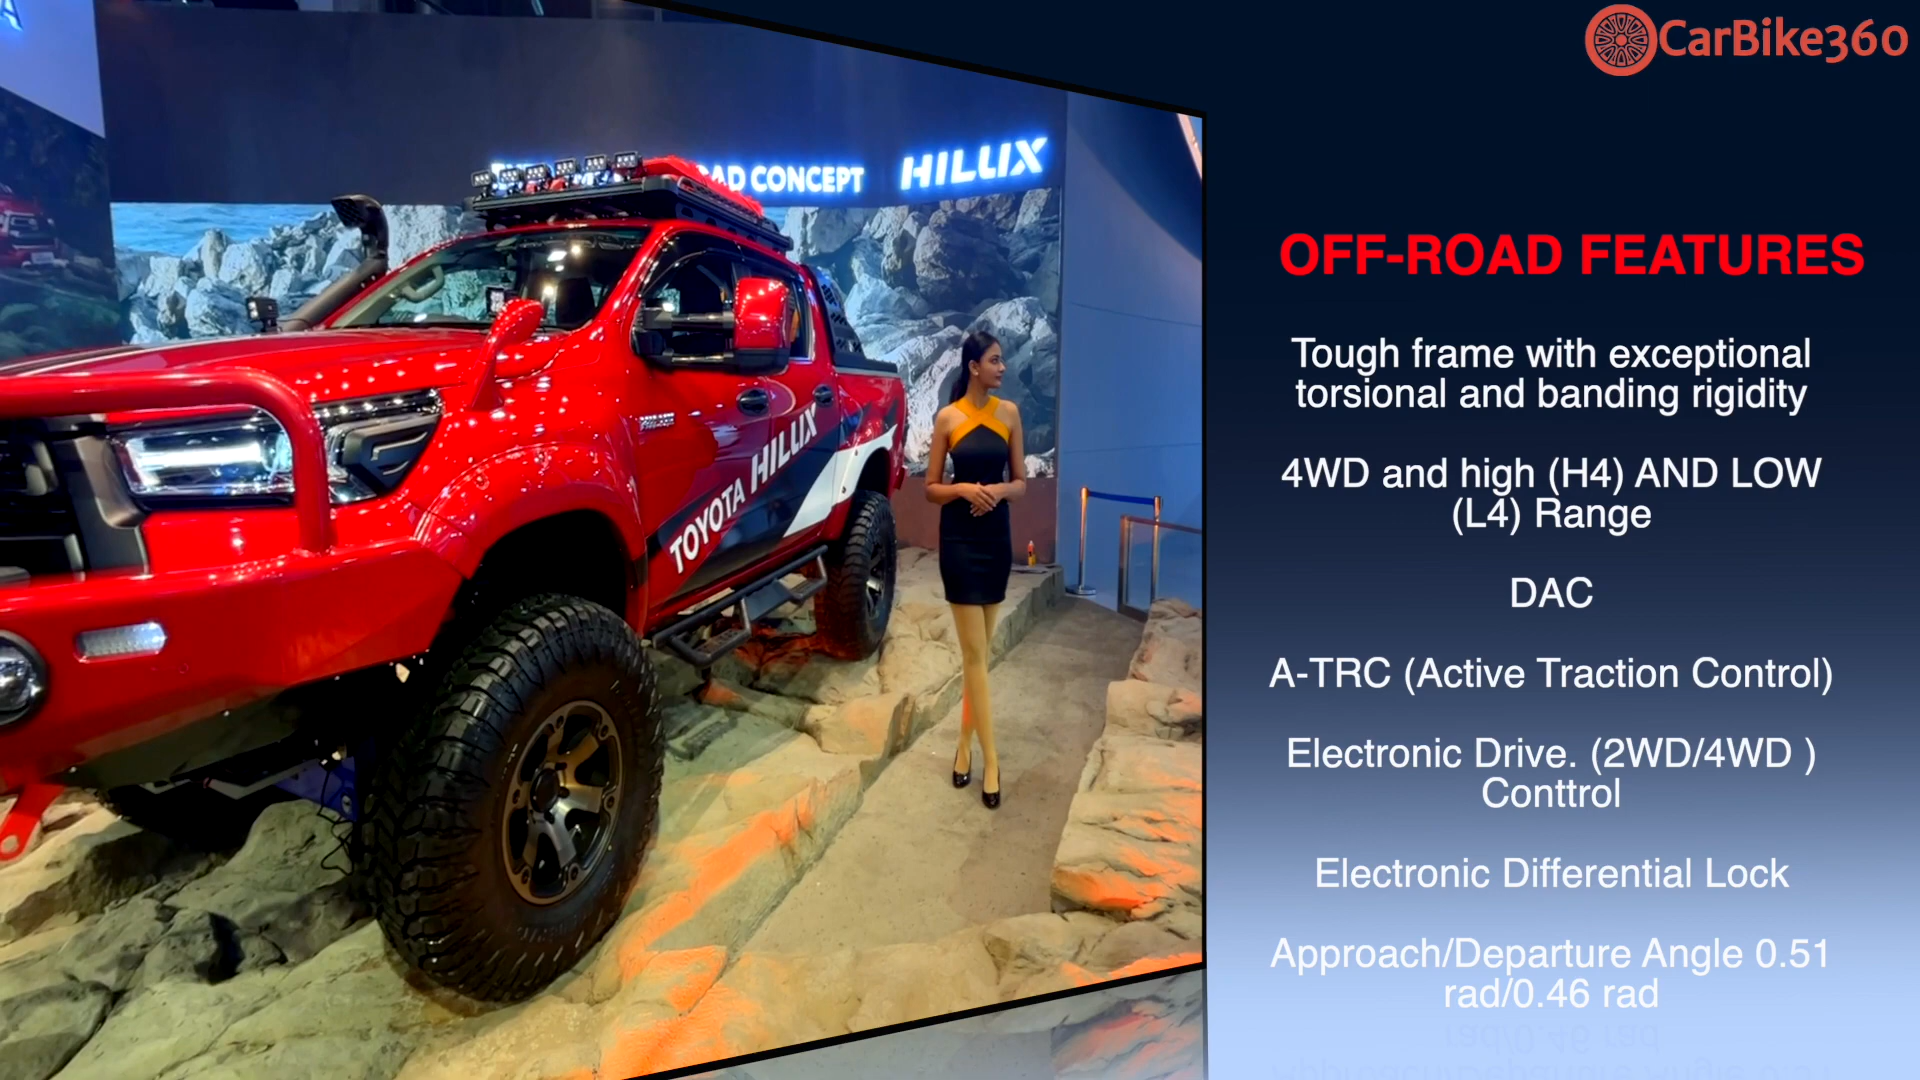 CarBike360
A
OAD CONCEPT
HILUX
TOYOTA HILUX
OFF-ROAD FEATURES
Tough frame with exceptional
torsional and banding rigidity
4WD and high (H4) AND LOW
(L4) Range
DAC
A-TRC (Active Traction Control)
Electronic Drive. (2WD/4WD )
Conttrol
Electronic Differential Lock
Approach/Departure Angle 0.51
rad/0.46 rad